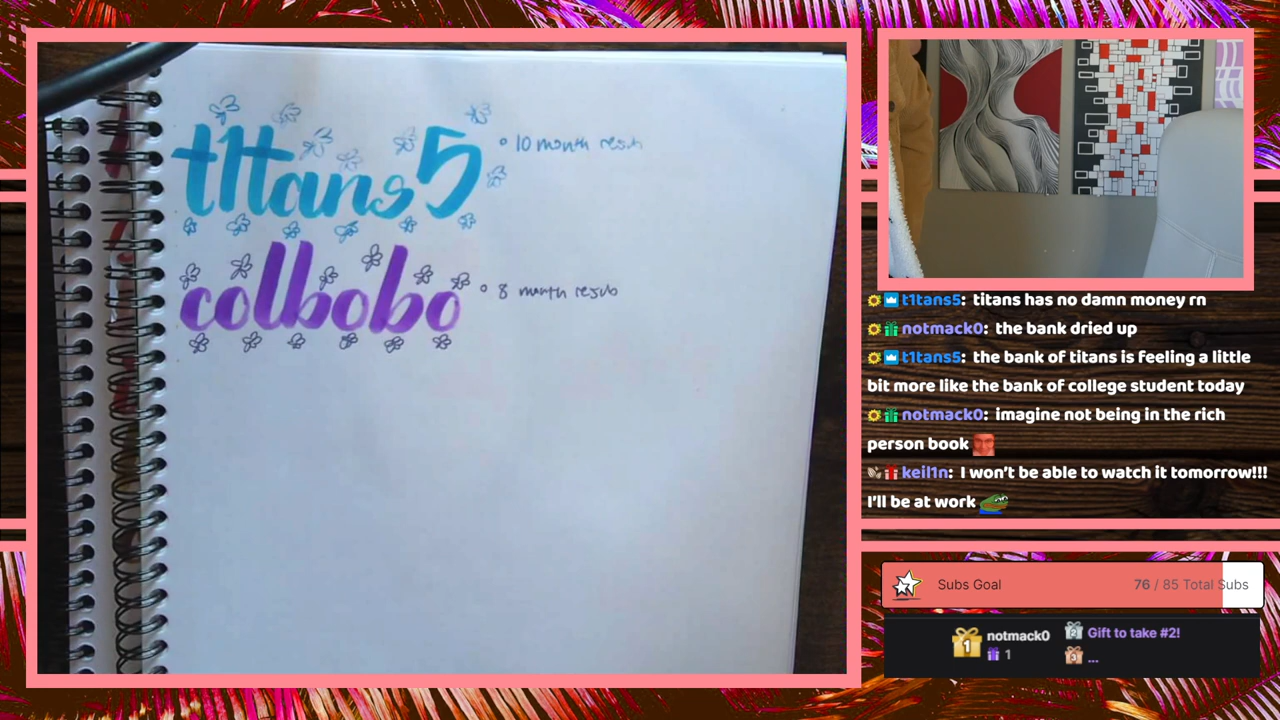 t1tans5
10 month resub
colbobo
8 month resub
t1tans5: titans has no damn money rn
notmack0: the bank dried up
t1tans5: the bank of titans is feeling a little
bit more like the bank of college student today
notmack0: imagine not being in the rich
person book
keil1n: I won't be able to watch it tomorrow!!!
I'll be at work
Subs Goal 76 / 85 Total Subs
1 notmack0 2 Gift to take #2!
1 3 ...